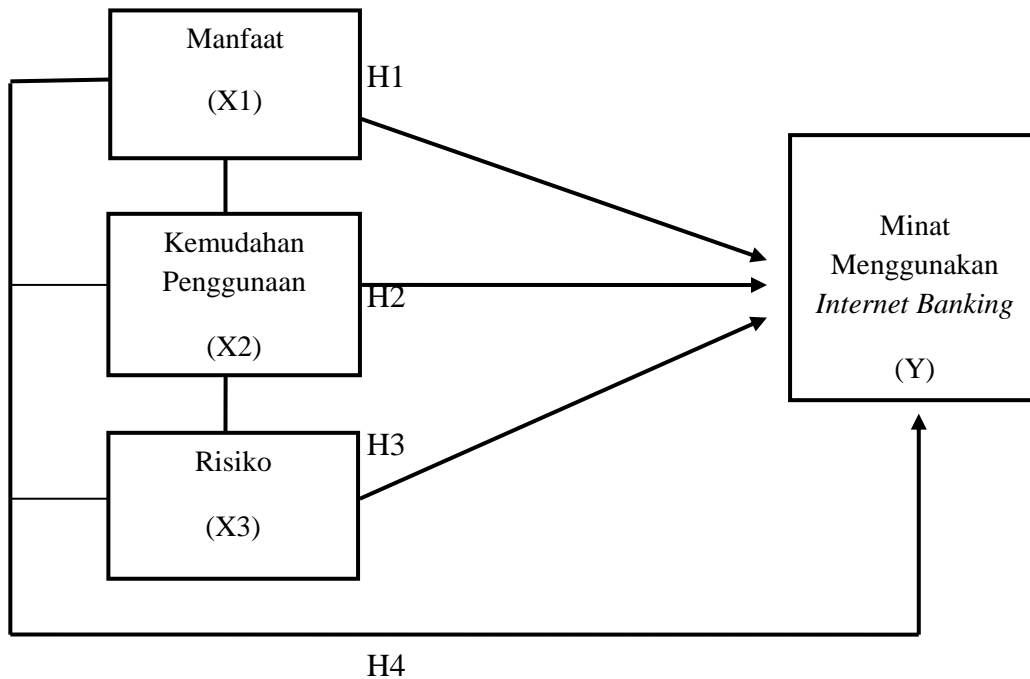 Manfaat
(X1)
H1
Kemudahan
Penggunaan
(X2)
H2
Risiko
(X3)
H3
Minat
Menggunakan
Internet Banking
(Y)
H4